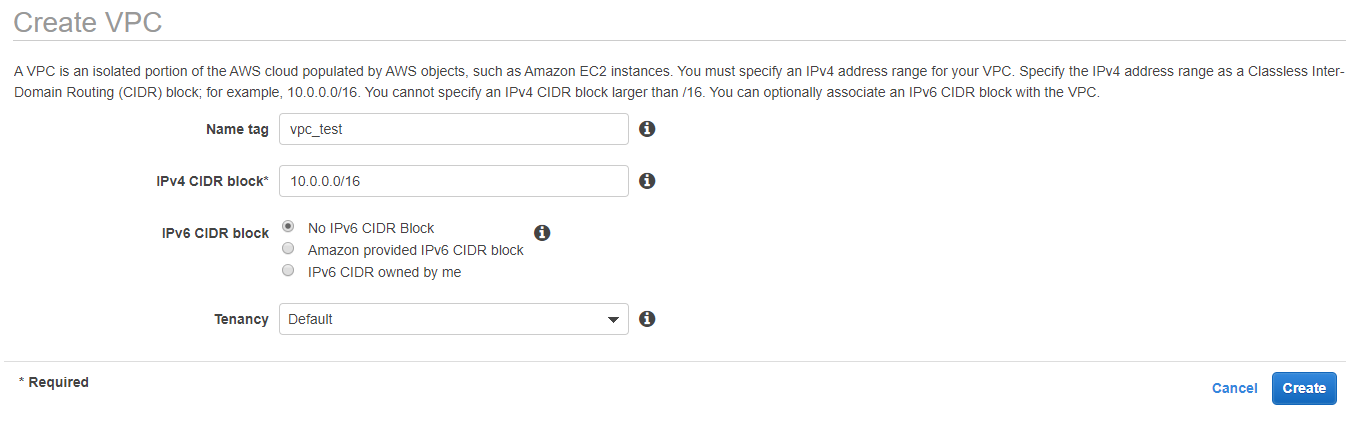 Create VPC
A VPC is an isolated portion of the AWS cloud populated by AWS objects, such as Amazon EC2 instances. You must specify an IPv4 address range for your VPC. Specify the IPv4 address range as a Classless Inter-
Domain Routing (CIDR) block; for example, 10.0.0.0/16. You cannot specify an IPv4 CIDR block larger than /16. You can optionally associate an IPv6 CIDR block with the VPC.
Name tag vpc_test
IPv4 CIDR block* 10.0.0.0/16
IPv6 CIDR block No IPv6 CIDR Block
Amazon provided IPv6 CIDR block
IPv6 CIDR owned by me
Tenancy Default
* Required
Cancel Create